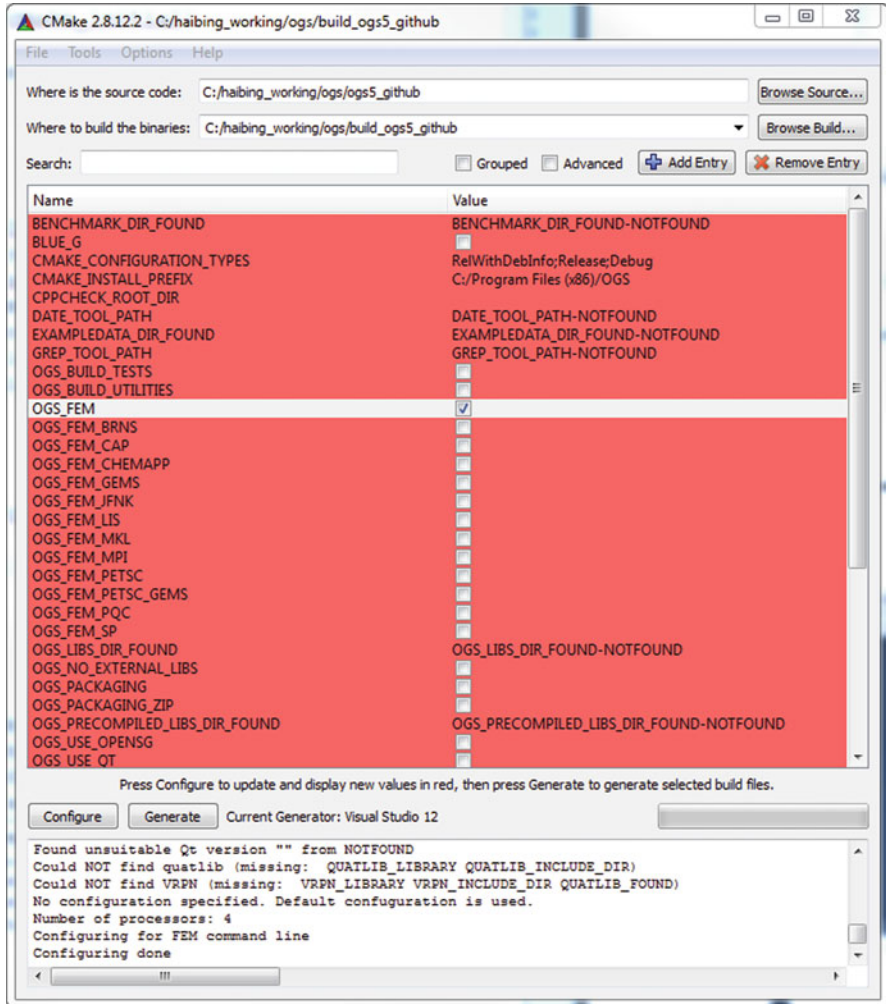 CMake 2.8.12.2 - C:/haibing_working/ogs/build_ogs5_github
File Tools Options Help
Where is the source code: C:/haibing_working/ogs/ogs5_github Browse Source...
Where to build the binaries: C:/haibing_working/ogs/build_ogs5_github Browse Build...
Search: Grouped Advanced Add Entry Remove Entry
Name Value
BENCHMARK_DIR_FOUND BENCHMARK_DIR_FOUND-NOTFOUND
BLUE_G
CMAKE_CONFIGURATION_TYPES RelWithDebInfo;Release;Debug
CMAKE_INSTALL_PREFIX C:/Program Files (x86)/OGS
CPPCHECK_ROOT_DIR
DATE_TOOL_PATH DATE_TOOL_PATH-NOTFOUND
EXAMPLEDATA_DIR_FOUND EXAMPLEDATA_DIR_FOUND-NOTFOUND
GREP_TOOL_PATH GREP_TOOL_PATH-NOTFOUND
OGS_BUILD_TESTS
OGS_BUILD_UTILITIES
OGS_FEM
OGS_FEM_BRNS
OGS_FEM_CAP
OGS_FEM_CHEMAPP
OGS_FEM_GEMS
OGS_FEM_JFNK
OGS_FEM_LIS
OGS_FEM_MKL
OGS_FEM_MPI
OGS_FEM_PETSC
OGS_FEM_PETSC_GEMS
OGS_FEM_PQC
OGS_FEM_SP
OGS_LIBS_DIR_FOUND OGS_LIBS_DIR_FOUND-NOTFOUND
OGS_NO_EXTERNAL_LIBS
OGS_PACKAGING
OGS_PACKAGING_ZIP
OGS_PRECOMPILED_LIBS_DIR_FOUND OGS_PRECOMPILED_LIBS_DIR_FOUND-NOTFOUND
OGS_USE_OPENSG
OGS_USE_QT
Press Configure to update and display new values in red, then press Generate to generate selected build files.
Configure Generate Current Generator: Visual Studio 12
Found unsuitable Qt version "" from NOTFOUND
Could NOT find quatlib (missing: QUATLIB_LIBRARY QUATLIB_INCLUDE_DIR)
Could NOT find VRPN (missing: VRPN_LIBRARY VRPN_INCLUDE_DIR QUATLIB_FOUND)
No configuration specified. Default confuguration is used.
Number of processors: 4
Configuring for FEM command line
Configuring done